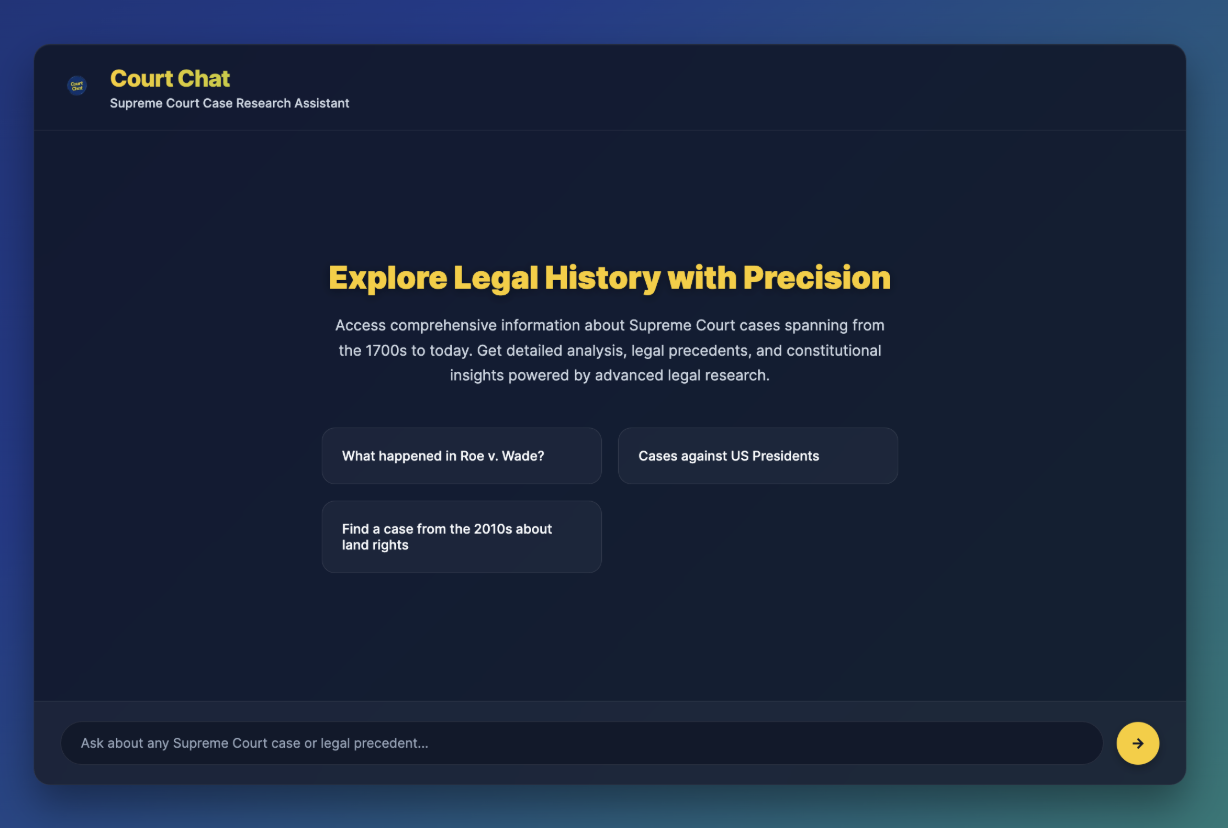 Court
Chat
Court Chat
Supreme Court Case Research Assistant
Explore Legal History with Precision
Access comprehensive information about Supreme Court cases spanning from
the 1700s to today. Get detailed analysis, legal precedents, and constitutional
insights powered by advanced legal research.
What happened in Roe v. Wade?
Cases against US Presidents
Find a case from the 2010s about
land rights
Ask about any Supreme Court case or legal precedent...